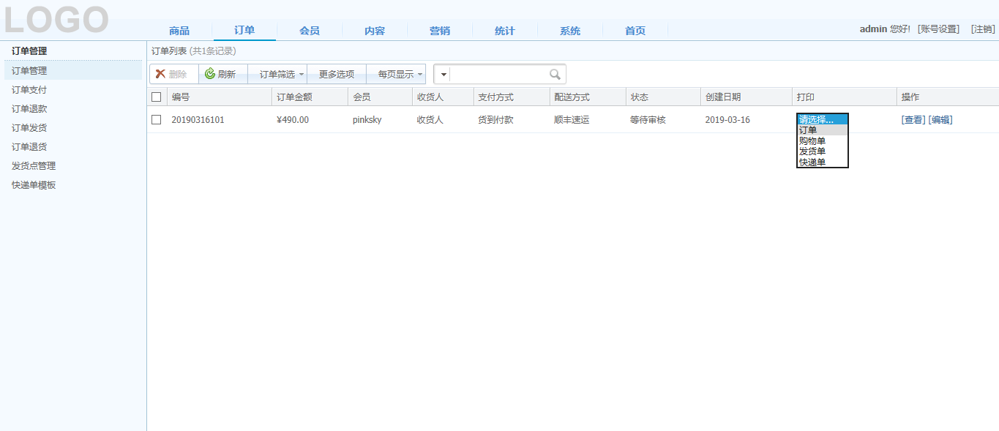 LOGO
商品 订单 会员 内容 营销 统计 系统 首页
admin 您好! [账号设置] [注销]
订单管理
订单管理
订单支付
订单退款
订单发货
订单退货
发货点管理
快递单模板
订单列表 (共1条记录)
删除 刷新 订单筛选 更多选项 每页显示
编号 订单金额 会员 收货人 支付方式 配送方式 状态 创建日期 打印 操作
20190316101 ¥490.00 pinksky 收货人 货到付款 顺丰速运 等待审核 2019-03-16 请选择... [查看] [编辑]
订单
购物单
发货单
快递单